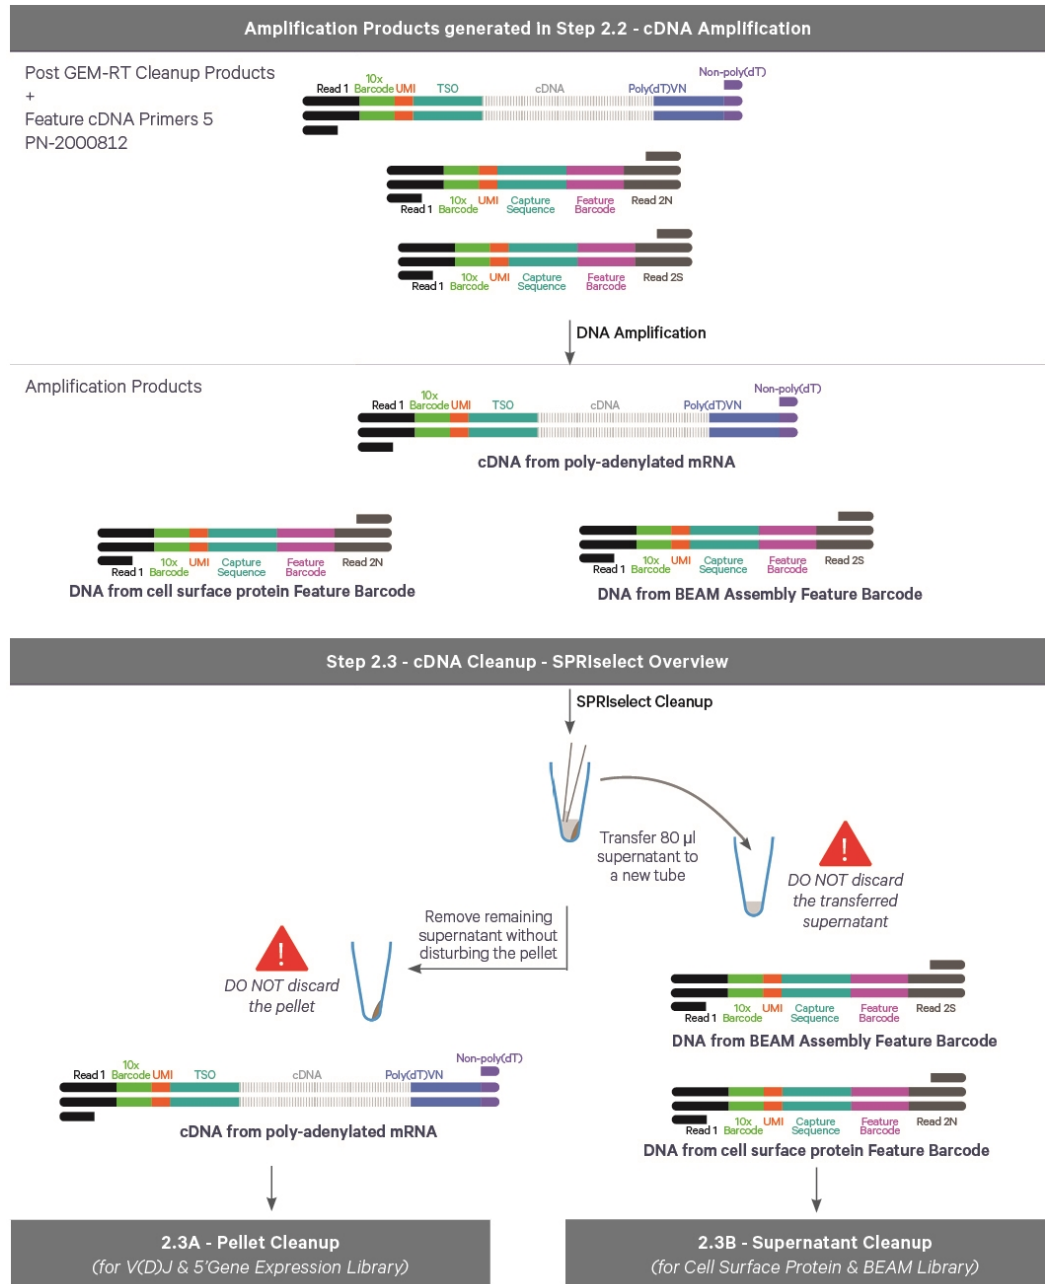 Amplification Products generated in Step 2.2 - cDNA Amplification
Post GEM-RT Cleanup Products
+
Feature cDNA Primers 5
PN-2000812
Non-poly(dT)
10x
Read 1 Barcode UMI TSO cDNA Poly(dT)VN
10x UMI Capture Feature Read 2N
Read 1 Barcode Sequence Barcode
10x UMI Capture Feature Read 2S
Read 1 Barcode Sequence Barcode
DNA Amplification
Amplification Products
Non-poly(dT)
10x
Read 1 Barcode UMI TSO cDNA Poly(dT)VN
cDNA from poly-adenylated mRNA
10x UMI Capture Feature Read 2N
Read 1 Barcode Sequence Barcode
DNA from cell surface protein Feature Barcode
10x UMI Capture Feature Read 2S
Read 1 Barcode Sequence Barcode
DNA from BEAM Assembly Feature Barcode
Step 2.3 - cDNA Cleanup - SPRIselect Overview
SPRIselect Cleanup
Transfer 80 µl
supernatant to
a new tube
!
DO NOT discard
the transferred
supernatant
Remove remaining
supernatant without
disturbing the pellet
!
DO NOT discard
the pellet
10x UMI Capture Feature Read 2S
Read 1 Barcode Sequence Barcode
DNA from BEAM Assembly Feature Barcode
Non-poly(dT)
10x
Read 1 Barcode UMI TSO cDNA Poly(dT)VN
cDNA from poly-adenylated mRNA
10x UMI Capture Feature Read 2N
Read 1 Barcode Sequence Barcode
DNA from cell surface protein Feature Barcode
2.3A - Pellet Cleanup
(for V(D)J & 5'Gene Expression Library)
2.3B - Supernatant Cleanup
(for Cell Surface Protein & BEAM Library)